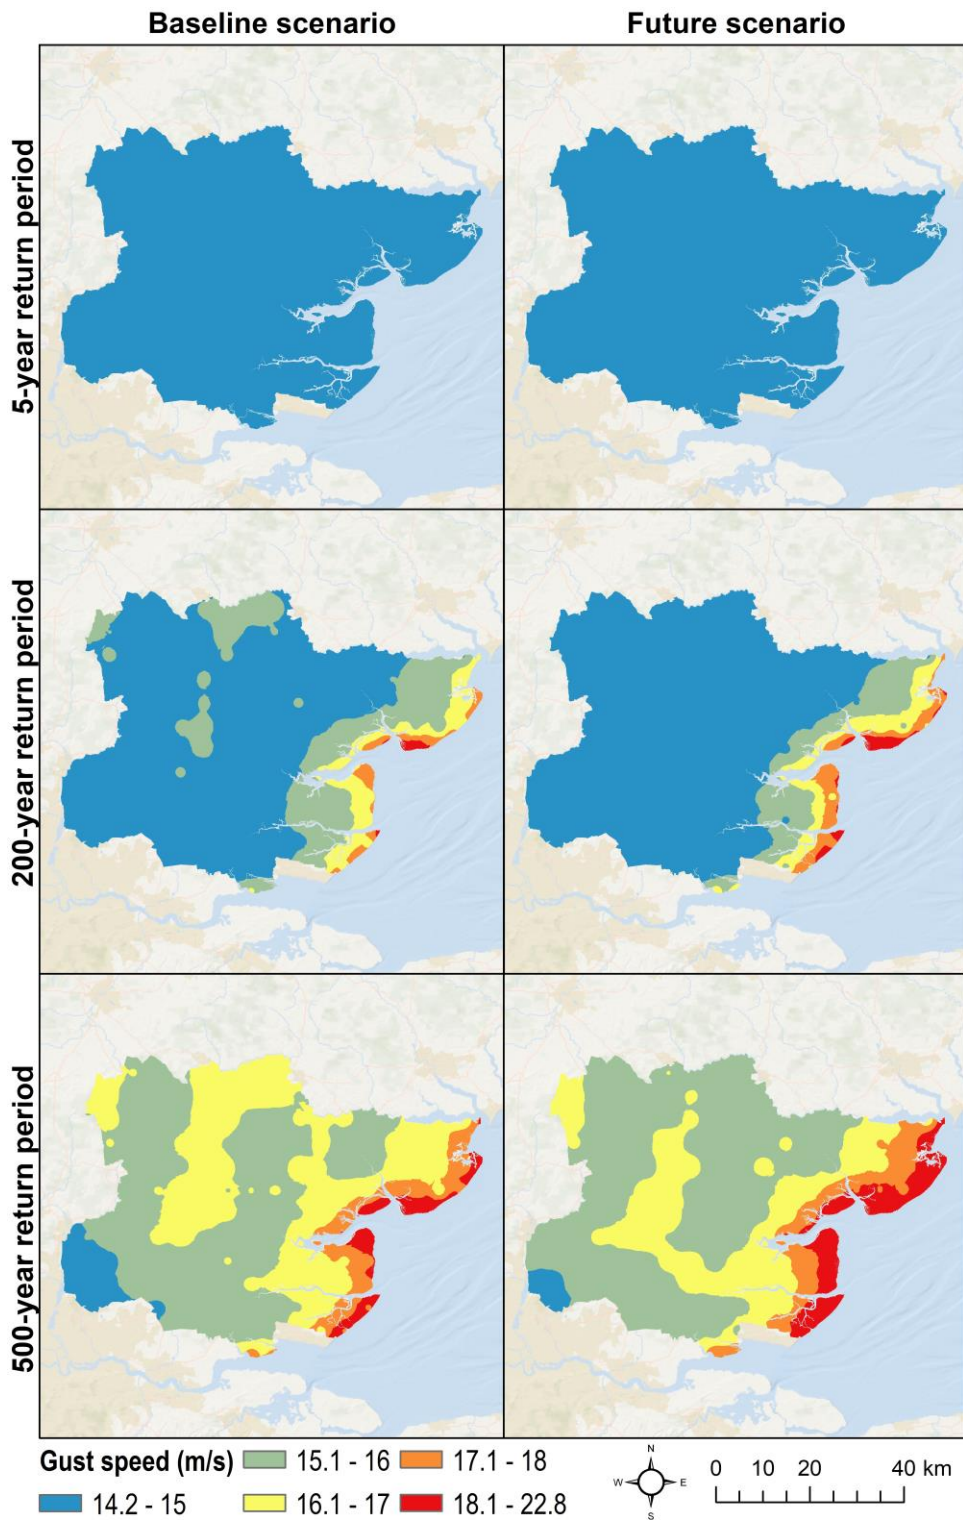 Baseline scenario
Future scenario
5-year return period
200-year return period
500-year return period
Gust speed (m/s)
14.2 - 15
15.1 - 16
16.1 - 17
17.1 - 18
18.1 - 22.8
N
W E
S
0 10 20 40 km